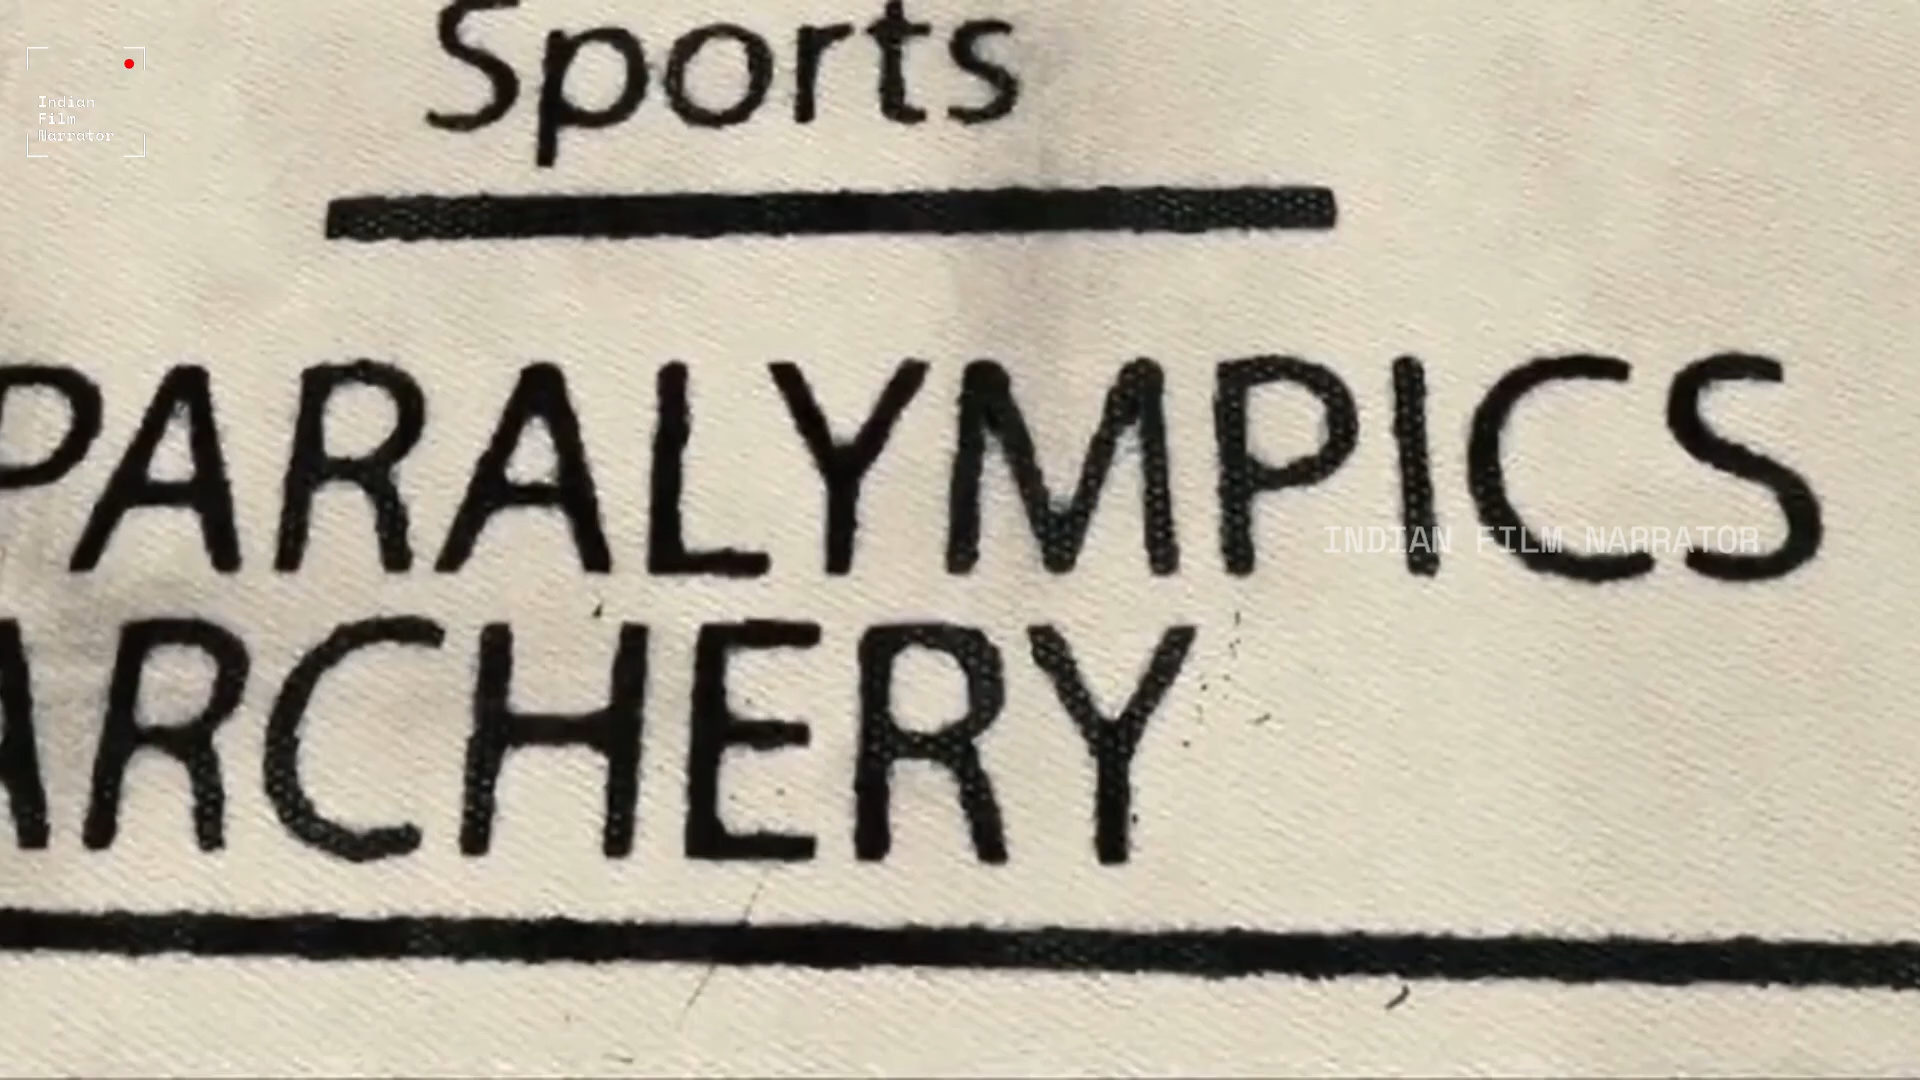 Sports
Indian
Film
Narrator
PARALYMPICS
INDIAN FILM NARRATOR
ARCHERY